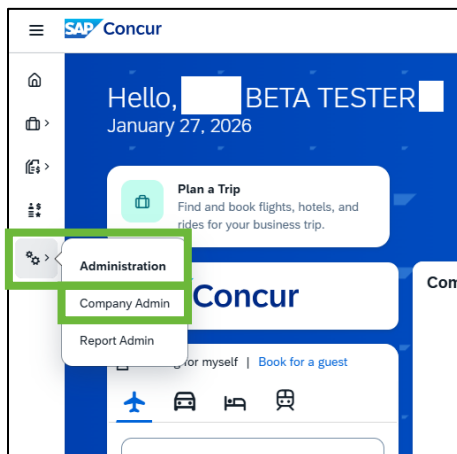 SAP Concur
Hello, BETA TESTER
January 27, 2026
Plan a Trip
Find and book flights, hotels, and
rides for your business trip.
Administration
Company Admin
Report Admin
Concur
Com
for myself | Book for a guest